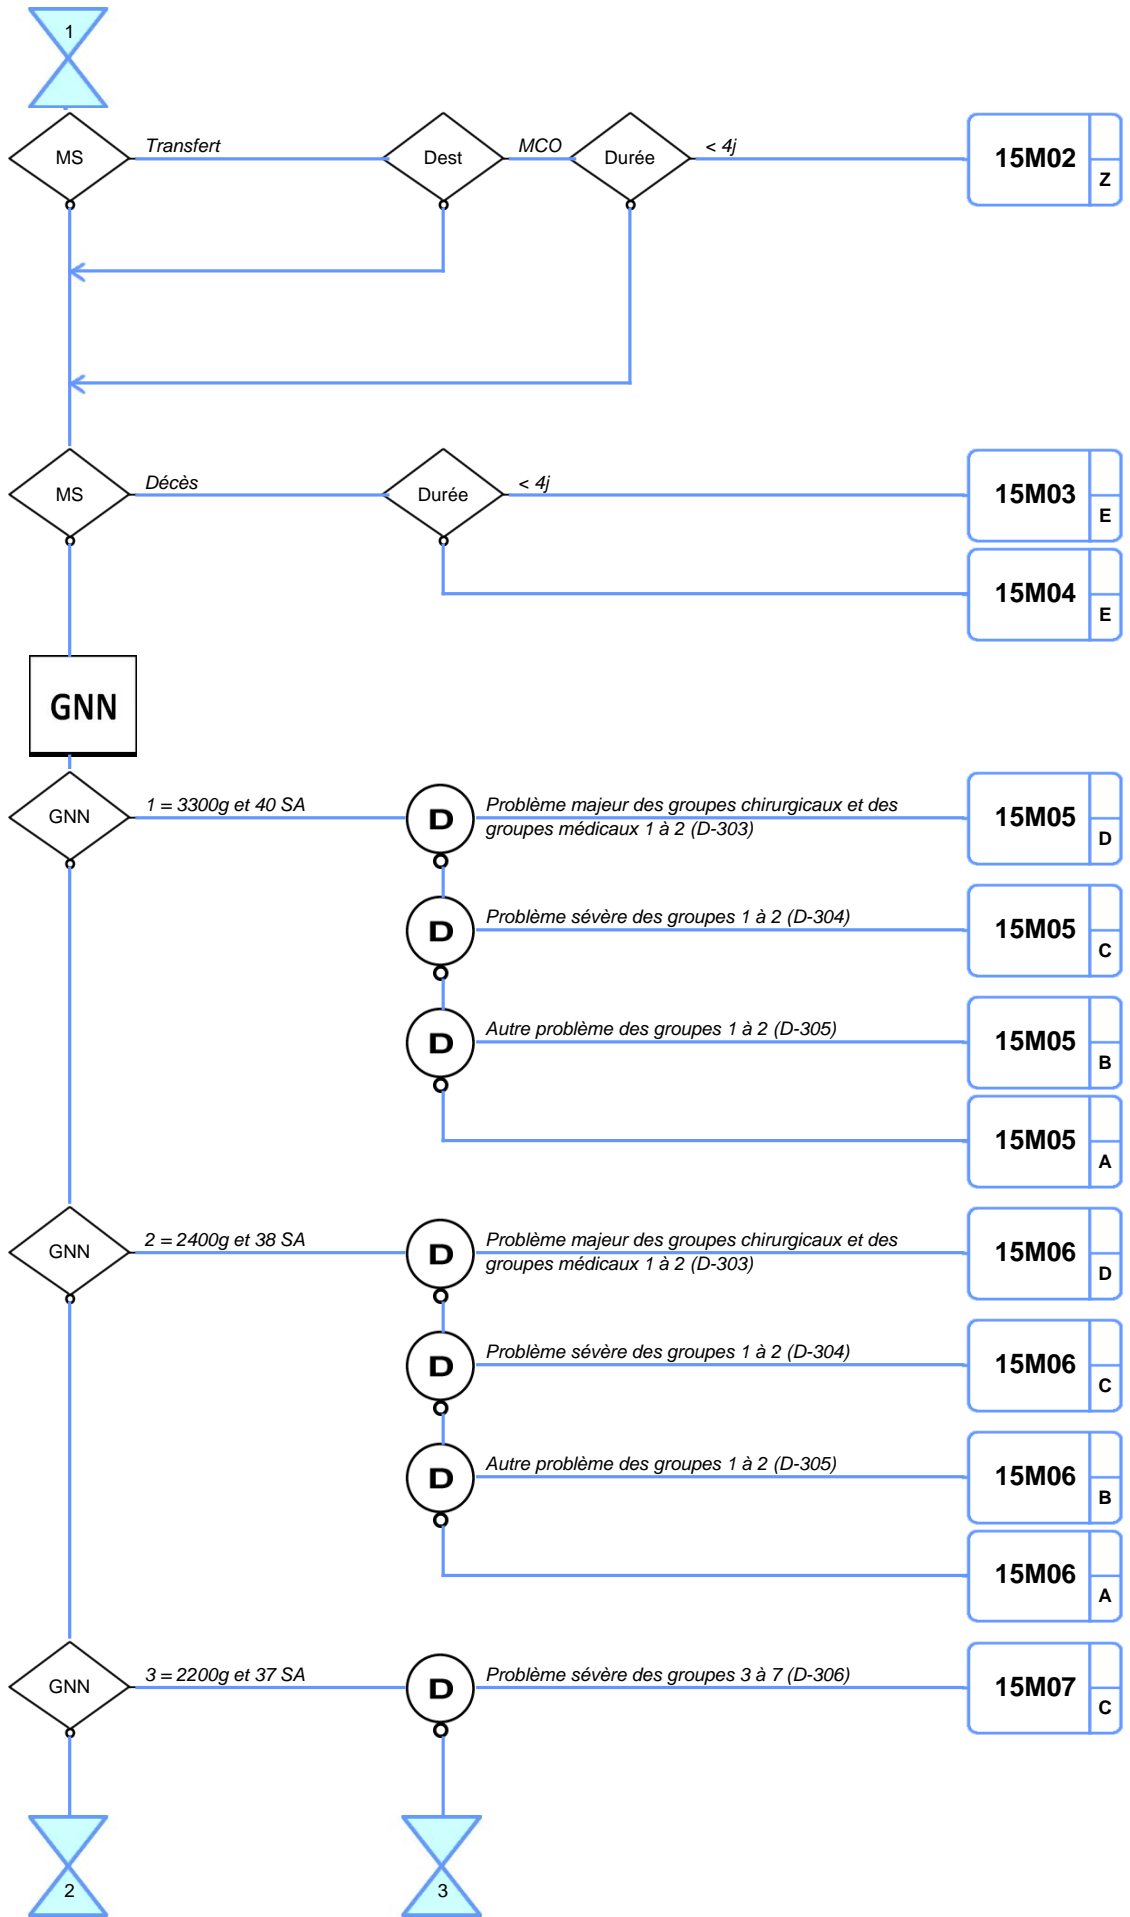 1
MS
Transfert
Dest
MCO
Durée
< 4j
15M02
Z
MS
Décès
Durée
< 4j
15M03
E
15M04
E
GNN
GNN
1 = 3300g et 40 SA
D
Problème majeur des groupes chirurgicaux et des
groupes médicaux 1 à 2 (D-303)
15M05
D
D
Problème sévère des groupes 1 à 2 (D-304)
15M05
C
D
Autre problème des groupes 1 à 2 (D-305)
15M05
B
15M05
A
GNN
2 = 2400g et 38 SA
D
Problème majeur des groupes chirurgicaux et des
groupes médicaux 1 à 2 (D-303)
15M06
D
D
Problème sévère des groupes 1 à 2 (D-304)
15M06
C
D
Autre problème des groupes 1 à 2 (D-305)
15M06
B
15M06
A
GNN
3 = 2200g et 37 SA
D
Problème sévère des groupes 3 à 7 (D-306)
15M07
C
2
3